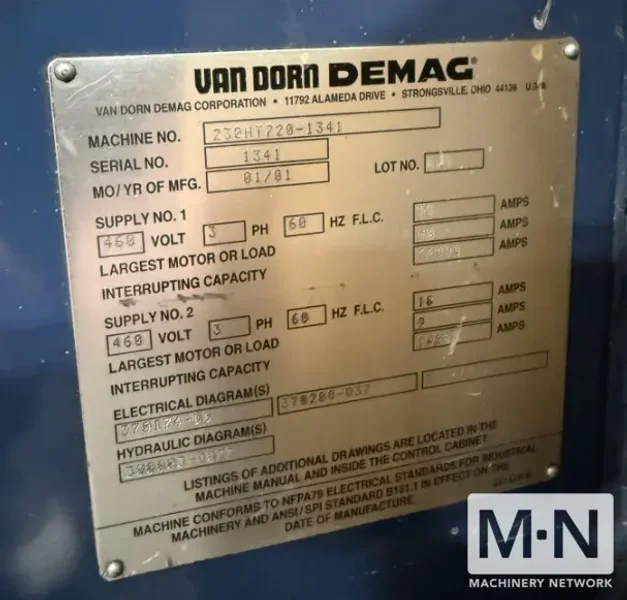 VAN DORN DEMAG®
VAN DORN DEMAG CORPORATION • 11792 ALAMEDA DRIVE • STRONGSVILLE, OHIO 44136 U.S.A.
MACHINE NO. 230HT720-1341
SERIAL NO. 1341 LOT NO.
MO/YR OF MFG. 01/01
SUPPLY NO. 1
460 VOLT 3 PH 60 HZ F.L.C. AMPS
LARGEST MOTOR OR LOAD AMPS
INTERRUPTING CAPACITY AMPS
SUPPLY NO. 2
460 VOLT 3 PH 60 HZ F.L.C. 16 AMPS
LARGEST MOTOR OR LOAD 9 AMPS
INTERRUPTING CAPACITY AMPS
ELECTRICAL DIAGRAM(S)
378200-037
HYDRAULIC DIAGRAM(S)
LISTINGS OF ADDITIONAL DRAWINGS ARE LOCATED IN THE
MACHINE MANUAL AND INSIDE THE CONTROL CABINET
MACHINE CONFORMS TO NFPA79 ELECTRICAL STANDARDS FOR INDUSTRIAL
MACHINERY AND ANSI/SPI STANDARD B151.1 IN EFFECT ON THE
DATE OF MANUFACTURE.
M·N
MACHINERY NETWORK